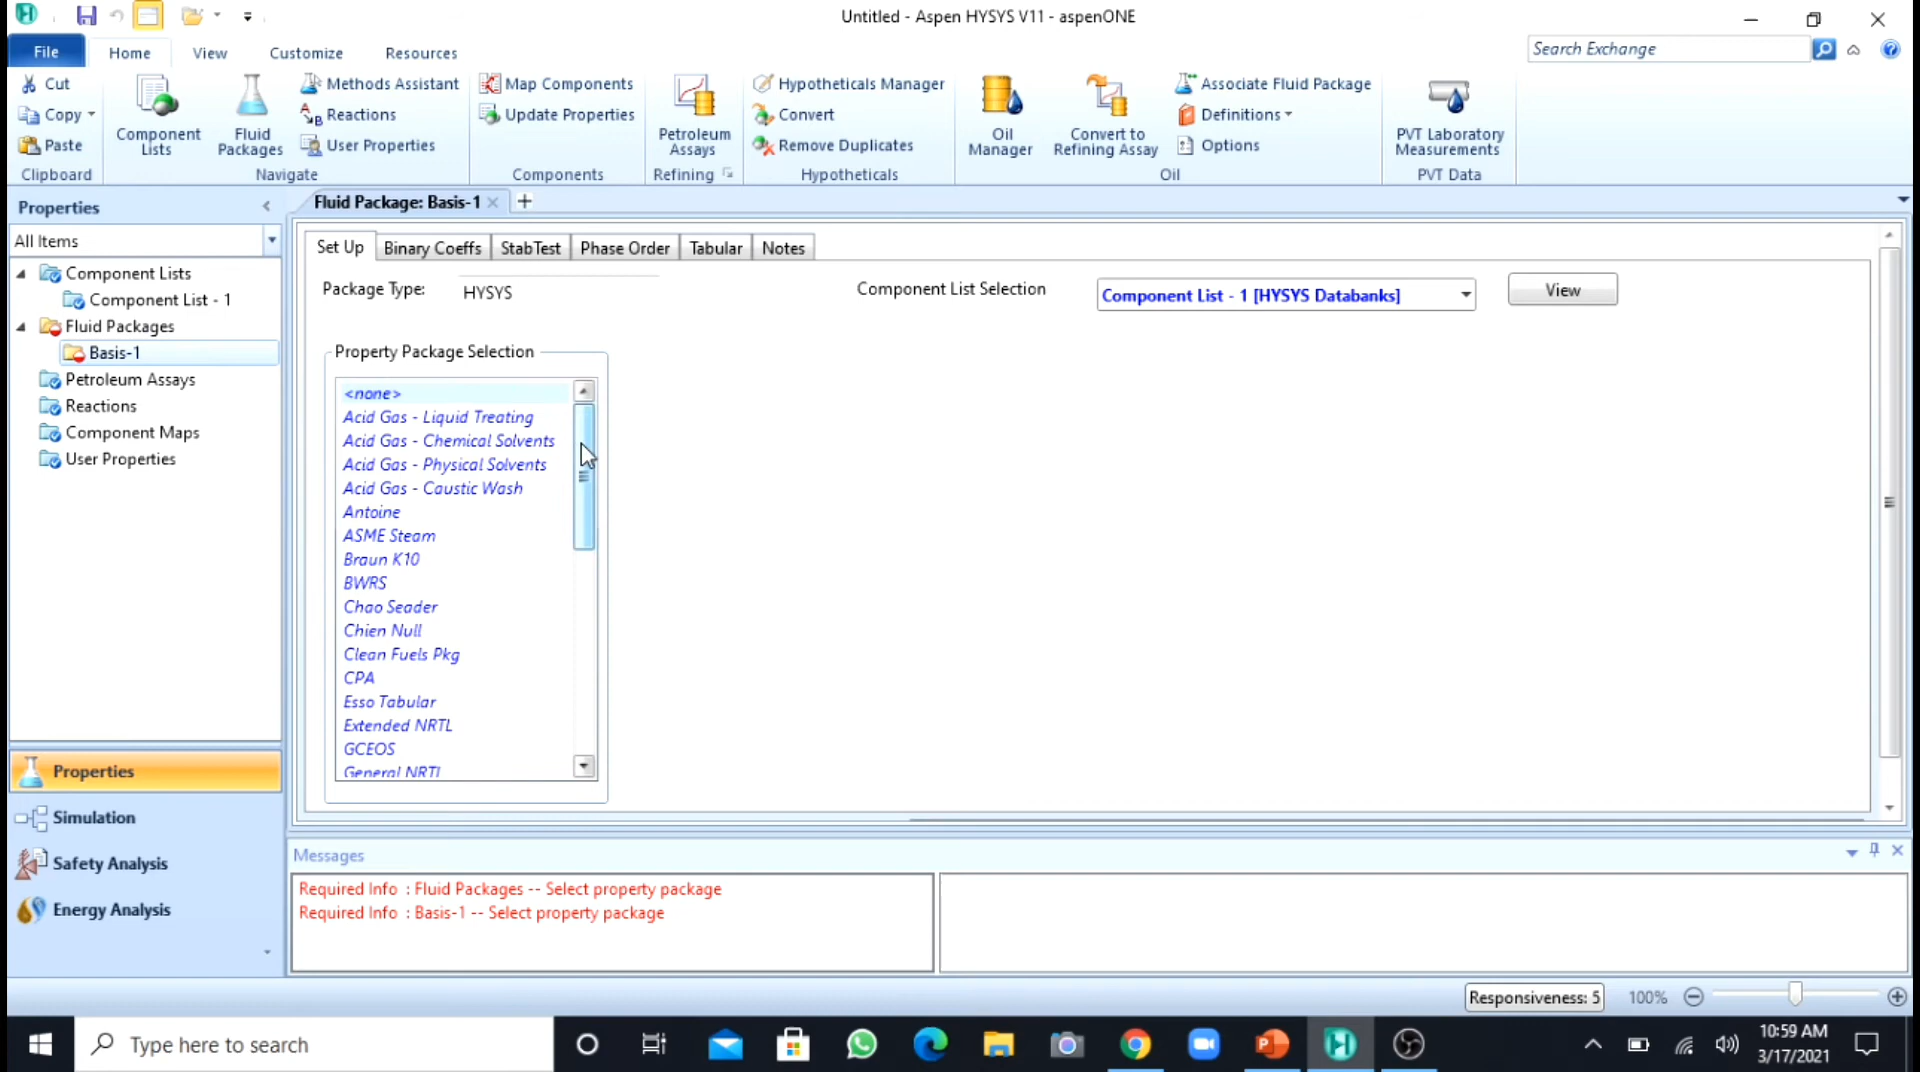 Untitled - Aspen HYSYS V11 - aspenONE
File
Home
View
Customize
Resources
Search Exchange
Cut
Copy
Paste
Clipboard
Component Lists
Fluid Packages
Methods Assistant
Reactions
User Properties
Navigate
Map Components
Update Properties
Components
Petroleum Assays
Refining
Hypotheticals Manager
Convert
Remove Duplicates
Hypotheticals
Oil Manager
Convert to Refining Assay
Associate Fluid Package
Definitions
Options
Oil
PVT Laboratory Measurements
PVT Data
Properties
All Items
Component Lists
Component List - 1
Fluid Packages
Basis-1
Petroleum Assays
Reactions
Component Maps
User Properties
Properties
Simulation
Safety Analysis
Energy Analysis
Fluid Package: Basis-1
Set Up
Binary Coeffs
StabTest
Phase Order
Tabular
Notes
Package Type:
HYSYS
Component List Selection
Component List - 1 [HYSYS Databanks]
View
Property Package Selection
<none>
Acid Gas - Liquid Treating
Acid Gas - Chemical Solvents
Acid Gas - Physical Solvents
Acid Gas - Caustic Wash
Antoine
ASME Steam
Braun K10
BWRS
Chao Seader
Chien Null
Clean Fuels Pkg
CPA
Esso Tabular
Extended NRTL
GCEOS
General NRTL
Messages
Required Info : Fluid Packages -- Select property package
Required Info : Basis-1 -- Select property package
Responsiveness: 5
100%
Type here to search
10:59 AM
3/17/2021